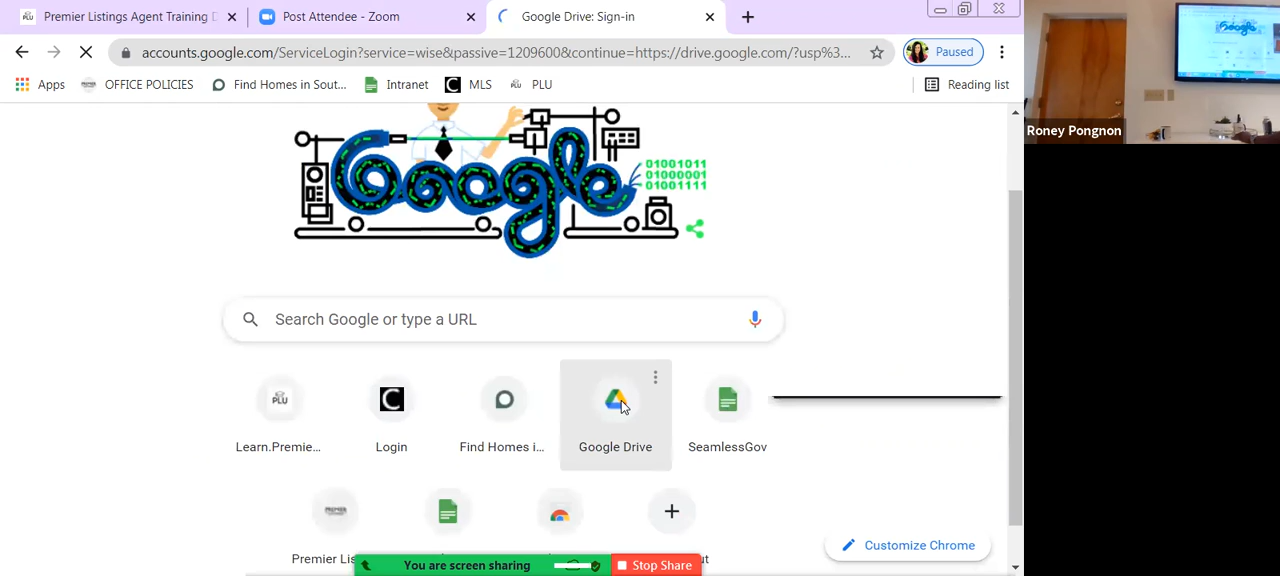 Premier Listings Agent Training D
Post Attendee - Zoom
Google Drive: Sign-in
accounts.google.com/ServiceLogin?service=wise&passive=1209600&continue=https://drive.google.com/?usp%3...
Paused
Apps
OFFICE POLICIES
Find Homes in Sout...
Intranet
MLS
PLU
Reading list
Roney Pongnon
Google
01001011
01000001
01001111
Search Google or type a URL
Learn.Premie...
Login
Find Homes i...
Google Drive
SeamlessGov
Premier Lis
Customize Chrome
You are screen sharing
Stop Share